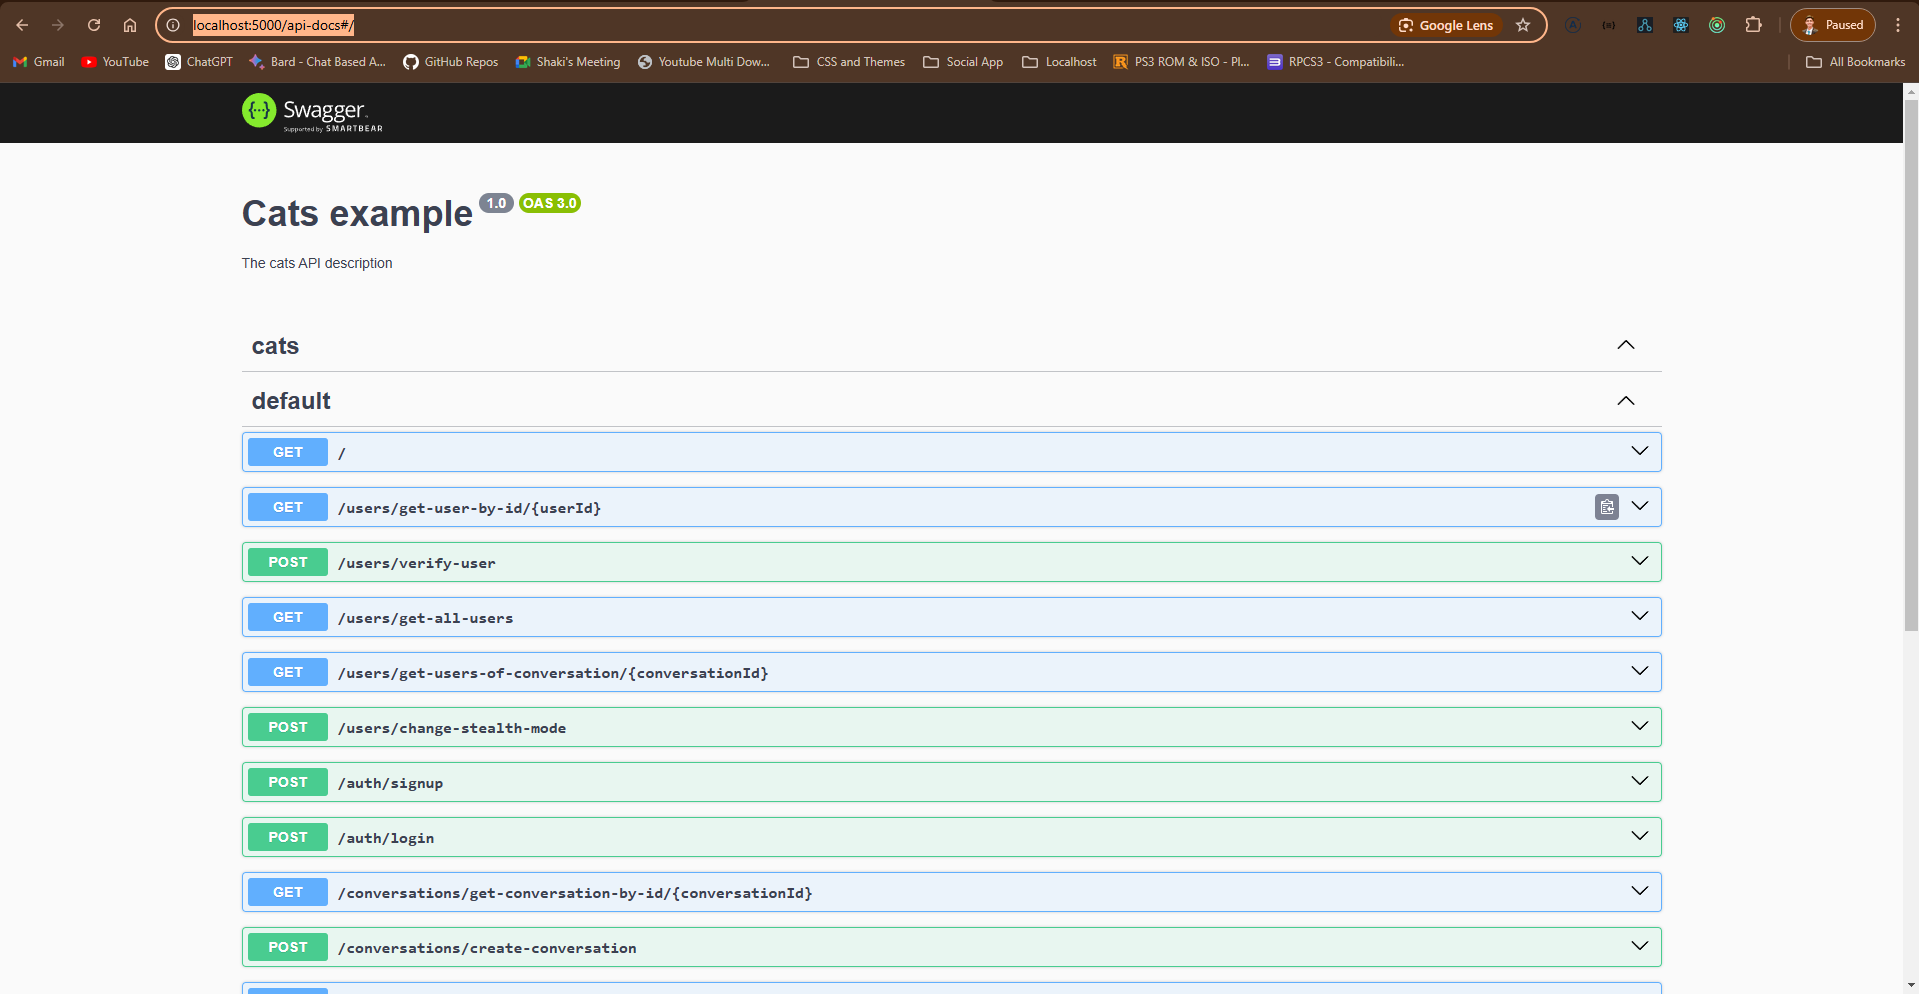 localhost:5000/api-docs#/
Google Lens
Paused
Gmail
YouTube
ChatGPT
Bard - Chat Based A...
GitHub Repos
Shaki's Meeting
Youtube Multi Dow...
CSS and Themes
Social App
Localhost
PS3 ROM & ISO - Pl...
RPCS3 - Compatibili...
All Bookmarks
Swagger
Supported by SMARTBEAR
Cats example 1.0 OAS 3.0
The cats API description
cats
default
GET /
GET /users/get-user-by-id/{userId}
POST /users/verify-user
GET /users/get-all-users
GET /users/get-users-of-conversation/{conversationId}
POST /users/change-stealth-mode
POST /auth/signup
POST /auth/login
GET /conversations/get-conversation-by-id/{conversationId}
POST /conversations/create-conversation